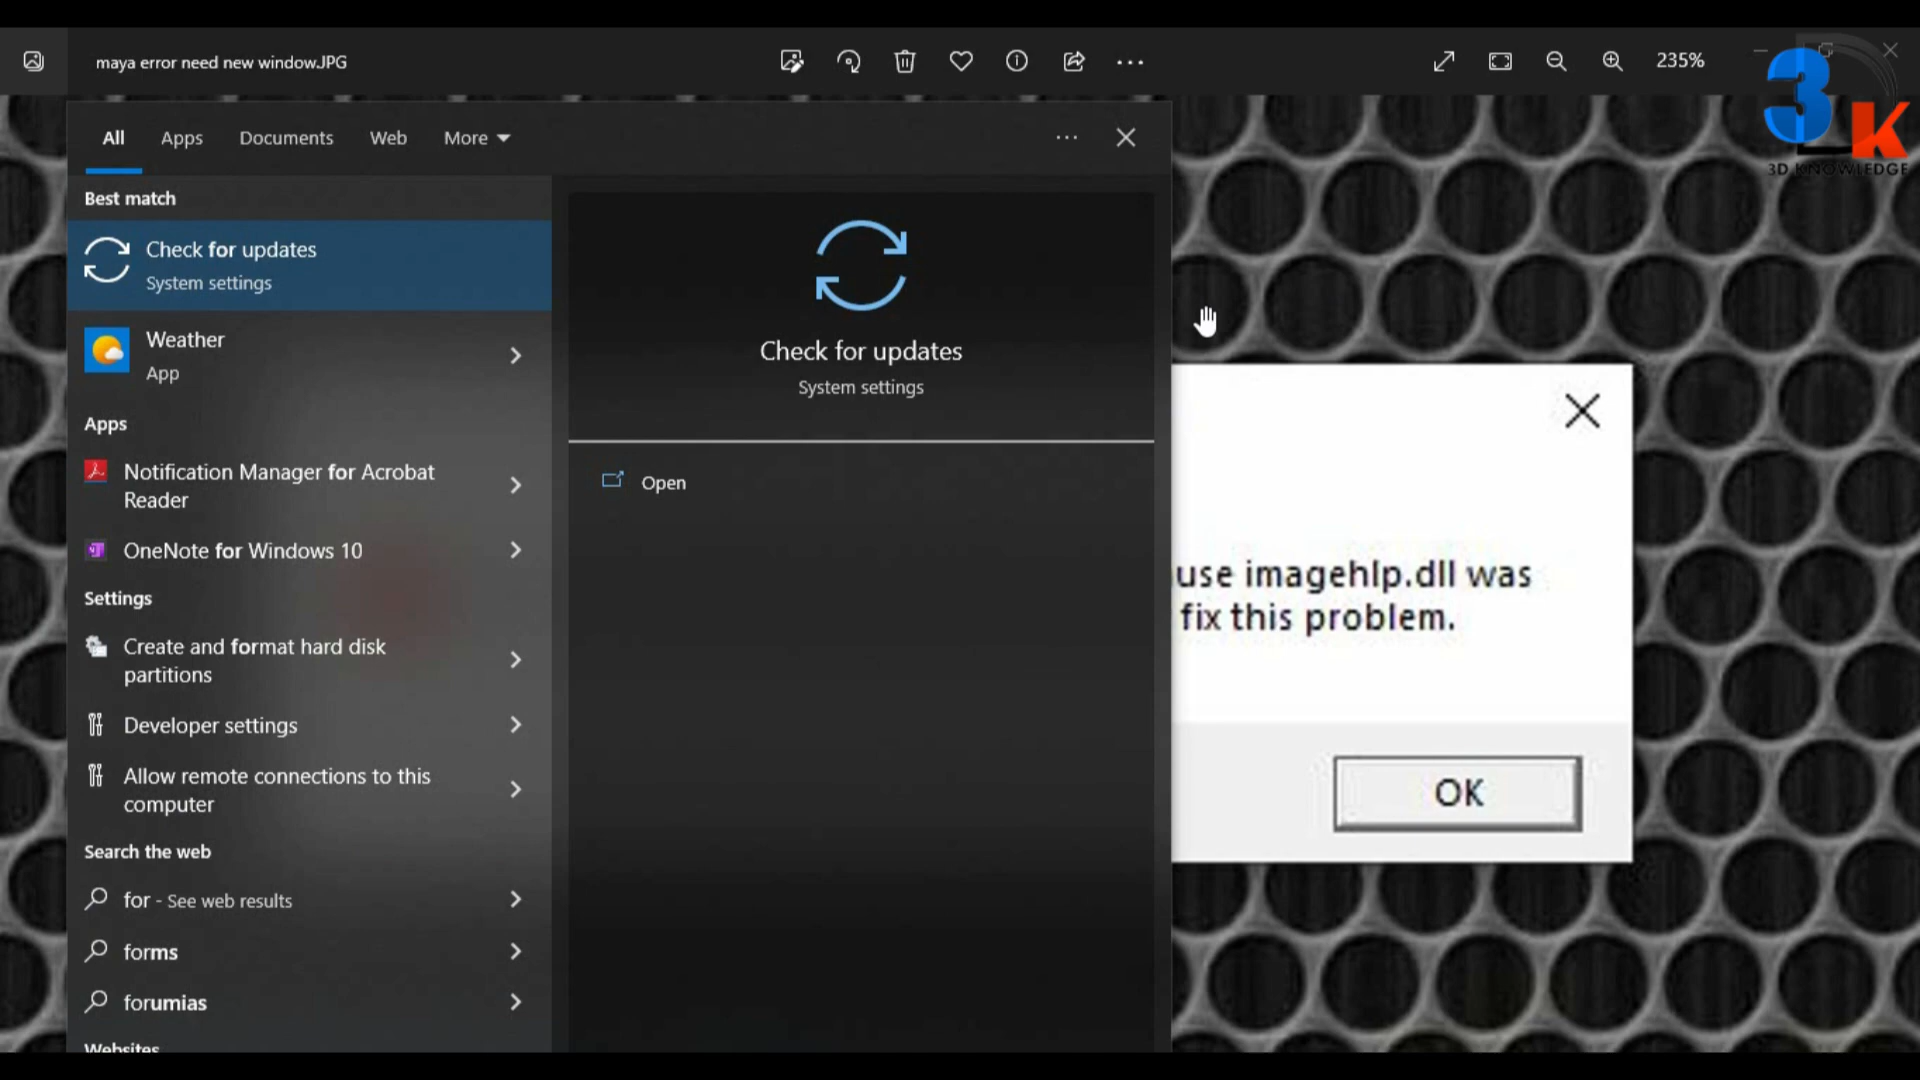 maya error need new window.JPG
235%
3 K
3D KNOWLEDGE
All Apps Documents Web More
Best match
Check for updates
System settings
Weather
App
Apps
Notification Manager for Acrobat
Reader
OneNote for Windows 10
Settings
Create and format hard disk
partitions
Developer settings
Allow remote connections to this
computer
Search the web
for - See web results
forms
forumias
Websites
Check for updates
System settings
Open
use imagehlp.dll was
fix this problem.
OK